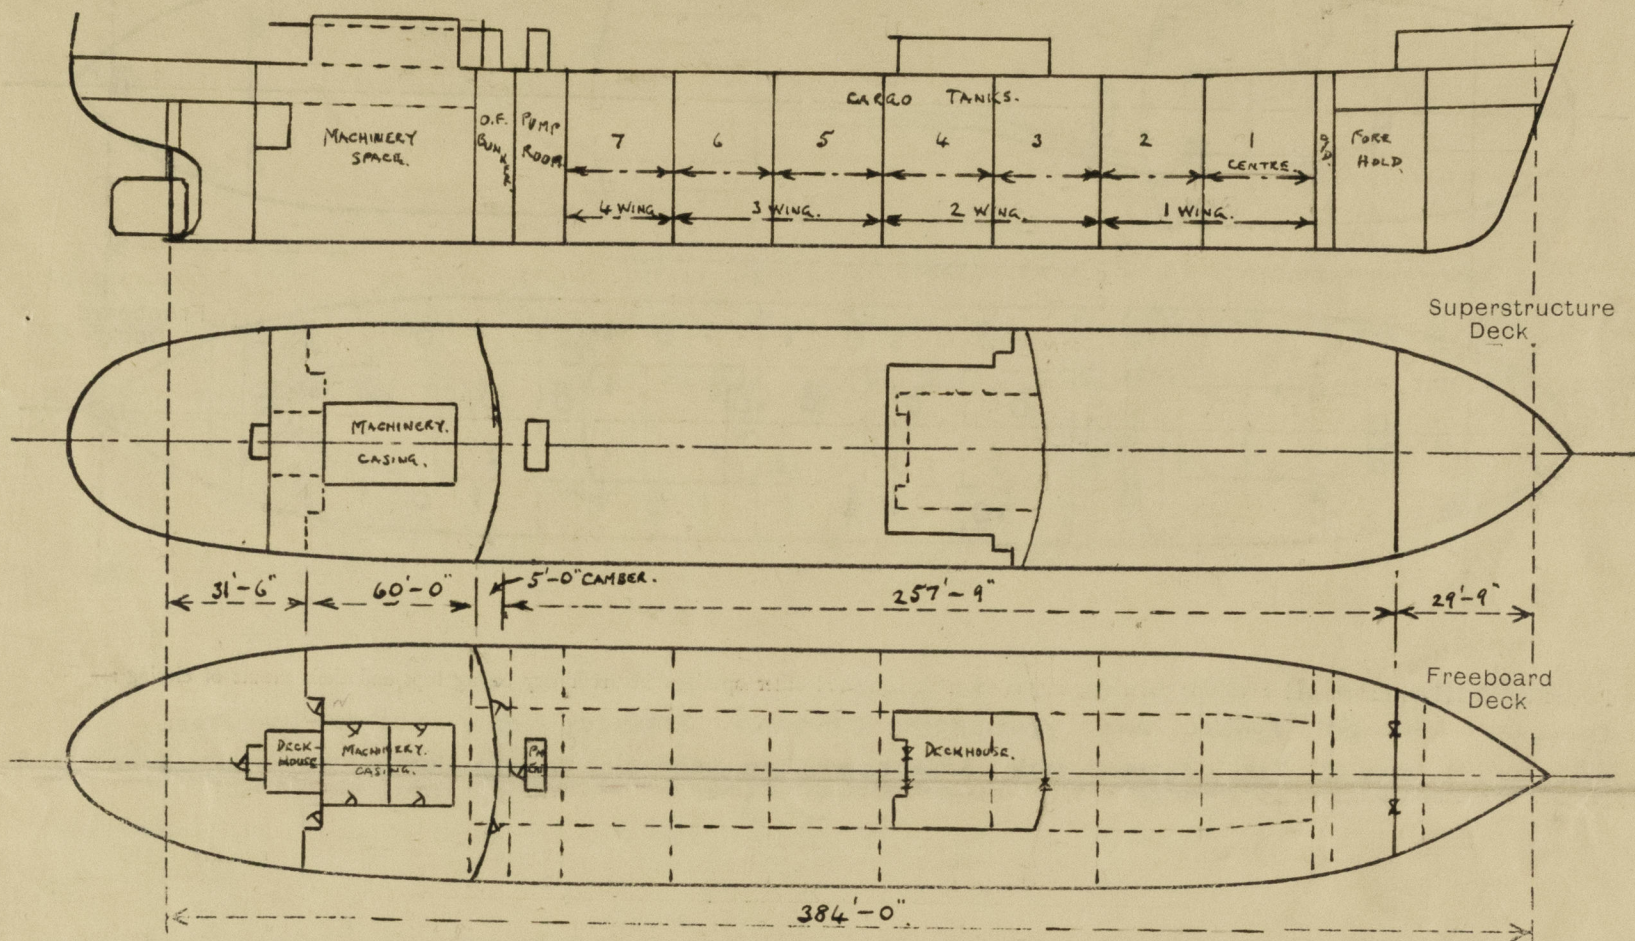 CARGO TANKS.
O.F.
PUMP
ROOM
MACHINERY
SPACE.
7
6
5
4
3
2
1
CENTRE
FORE
HOLD.
4 WING
3 WING.
2 WING.
1 WING.
Superstructure
Deck
MACHINERY.
CASING.
31'-6"
60'-0"
5'-0" CAMBER.
257'-9"
29'-9"
Freeboard
Deck
DECK-
HOUSE
MACHINERY.
CASING.
DECKHOUSE.
384'-0".